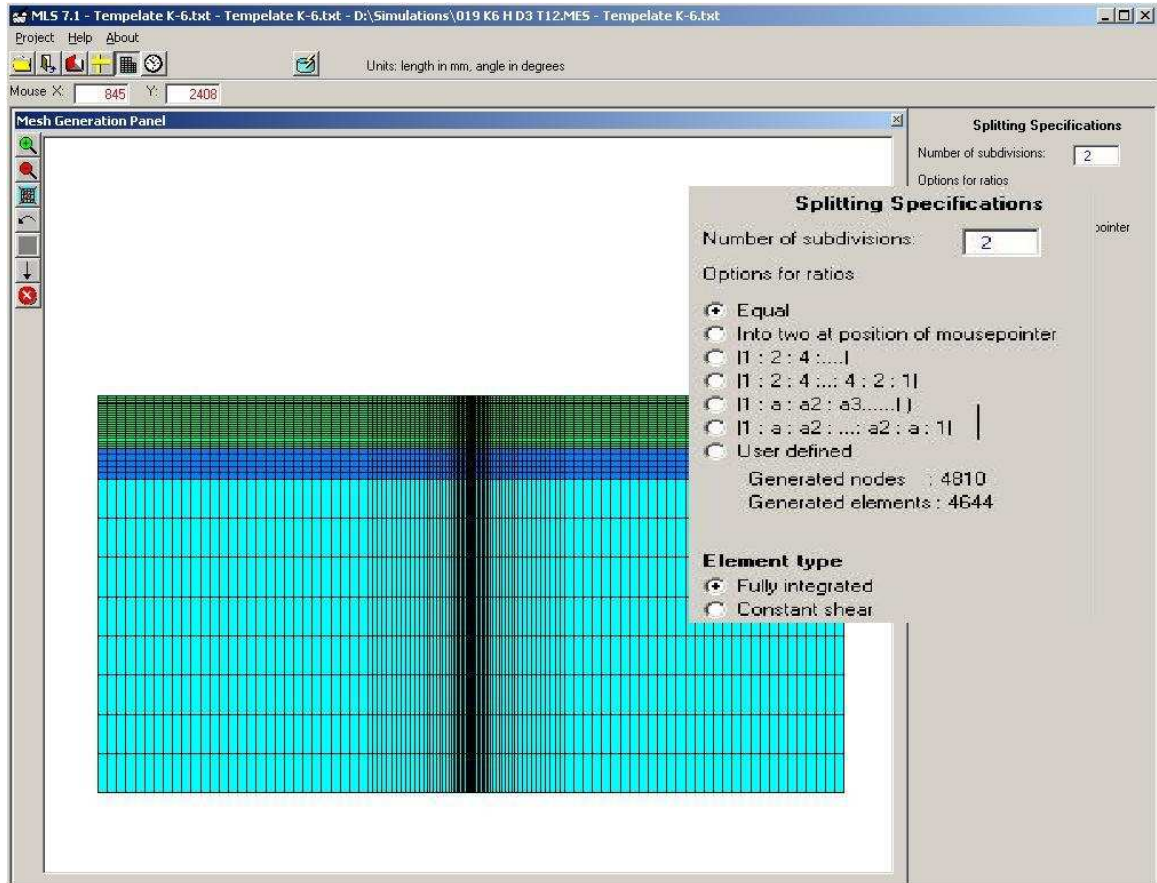 MLS 7.1 - Tempelate K-6.txt - Tempelate K-6.txt - D:\Simulations\019 K6 H D3 T12.MES - Tempelate K-6.txt
Project Help About
Units: length in mm, angle in degrees
Mouse X: 845 Y: 2408
Mesh Generation Panel
Splitting Specifications
Number of subdivisions: 2
Options for ratios
pointer
Splitting Specifications
Number of subdivisions: 2
Options for ratios
Equal
Into two at position of mousepointer
|1 : 2 : 4 :....|
|1 : 2 : 4 :..: 4 : 2 : 1|
|1 : a : a2 : a3......| )
|1 : a : a2 : ...: a2 : a : 1|
User defined
Generated nodes : 4810
Generated elements : 4644
Element type
Fully integrated
Constant shear